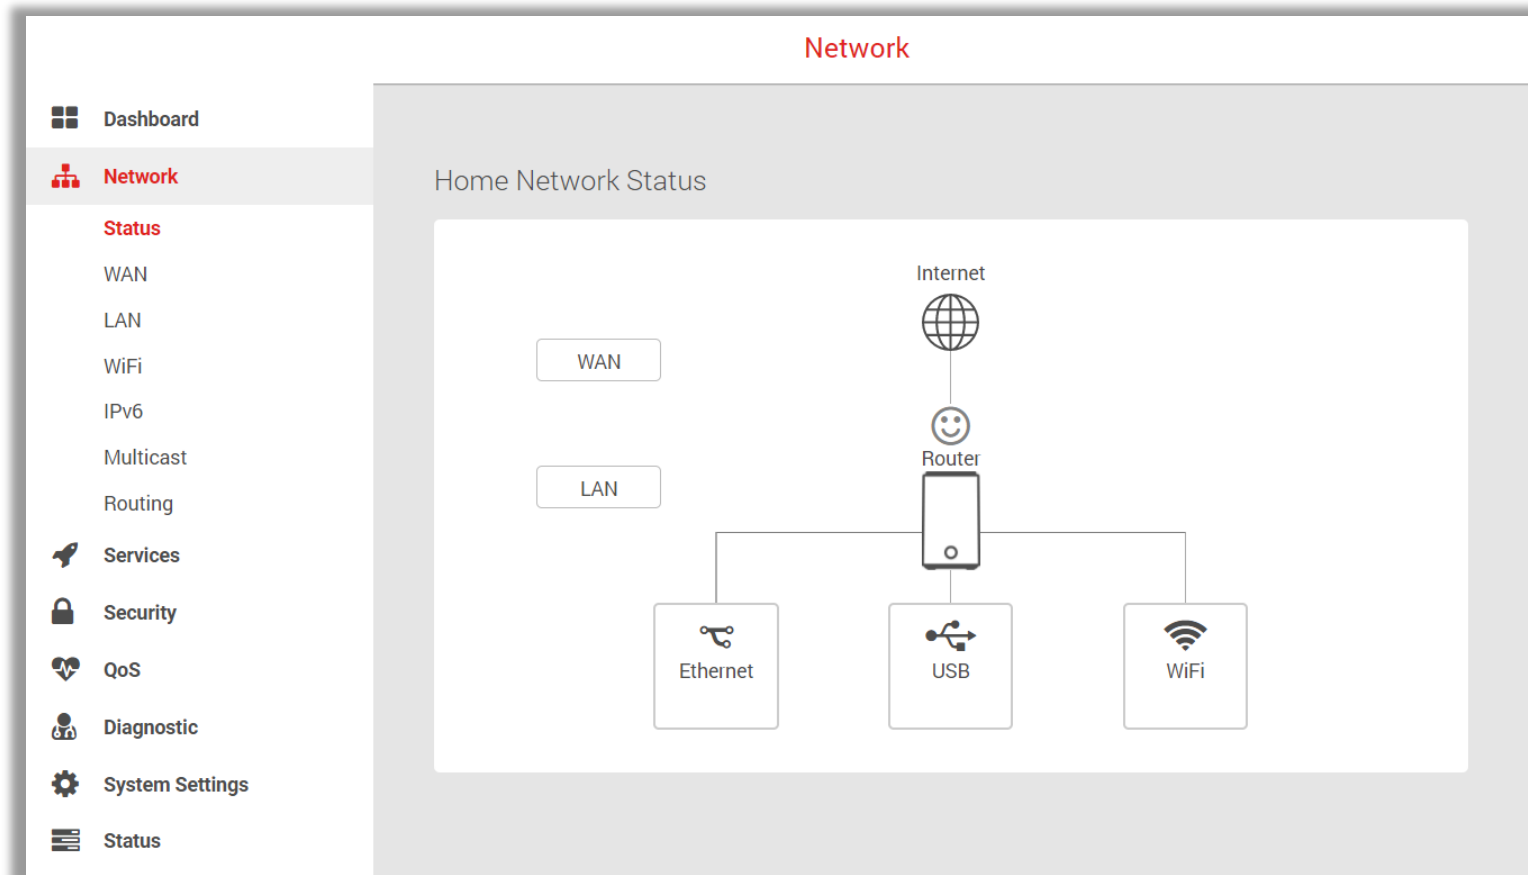 Network
Dashboard
Network
Status
WAN
LAN
WiFi
IPv6
Multicast
Routing
Services
Security
QoS
Diagnostic
System Settings
Status
Home Network Status
Internet
WAN
Router
LAN
Ethernet
USB
WiFi